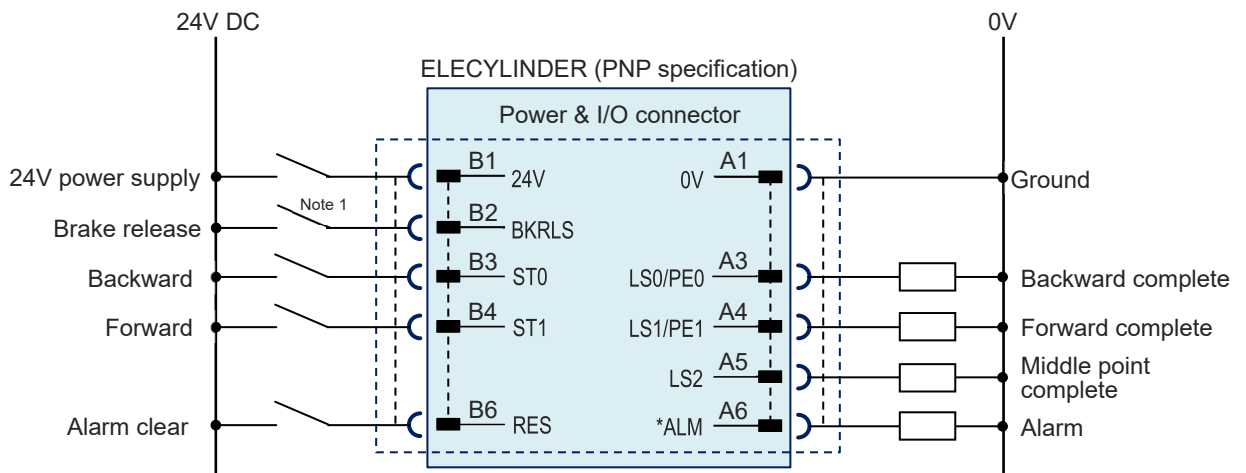 24V DC
0V
ELECYLINDER (PNP specification)
Power & I/O connector
24V power supply
B1
24V
A1
0V
Ground
Brake release
Note 1
B2
BKRLS
Backward
B3
ST0
A3
LS0/PE0
Backward complete
Forward
B4
ST1
A4
LS1/PE1
Forward complete
A5
LS2
Middle point
complete
Alarm clear
B6
RES
A6
*ALM
Alarm